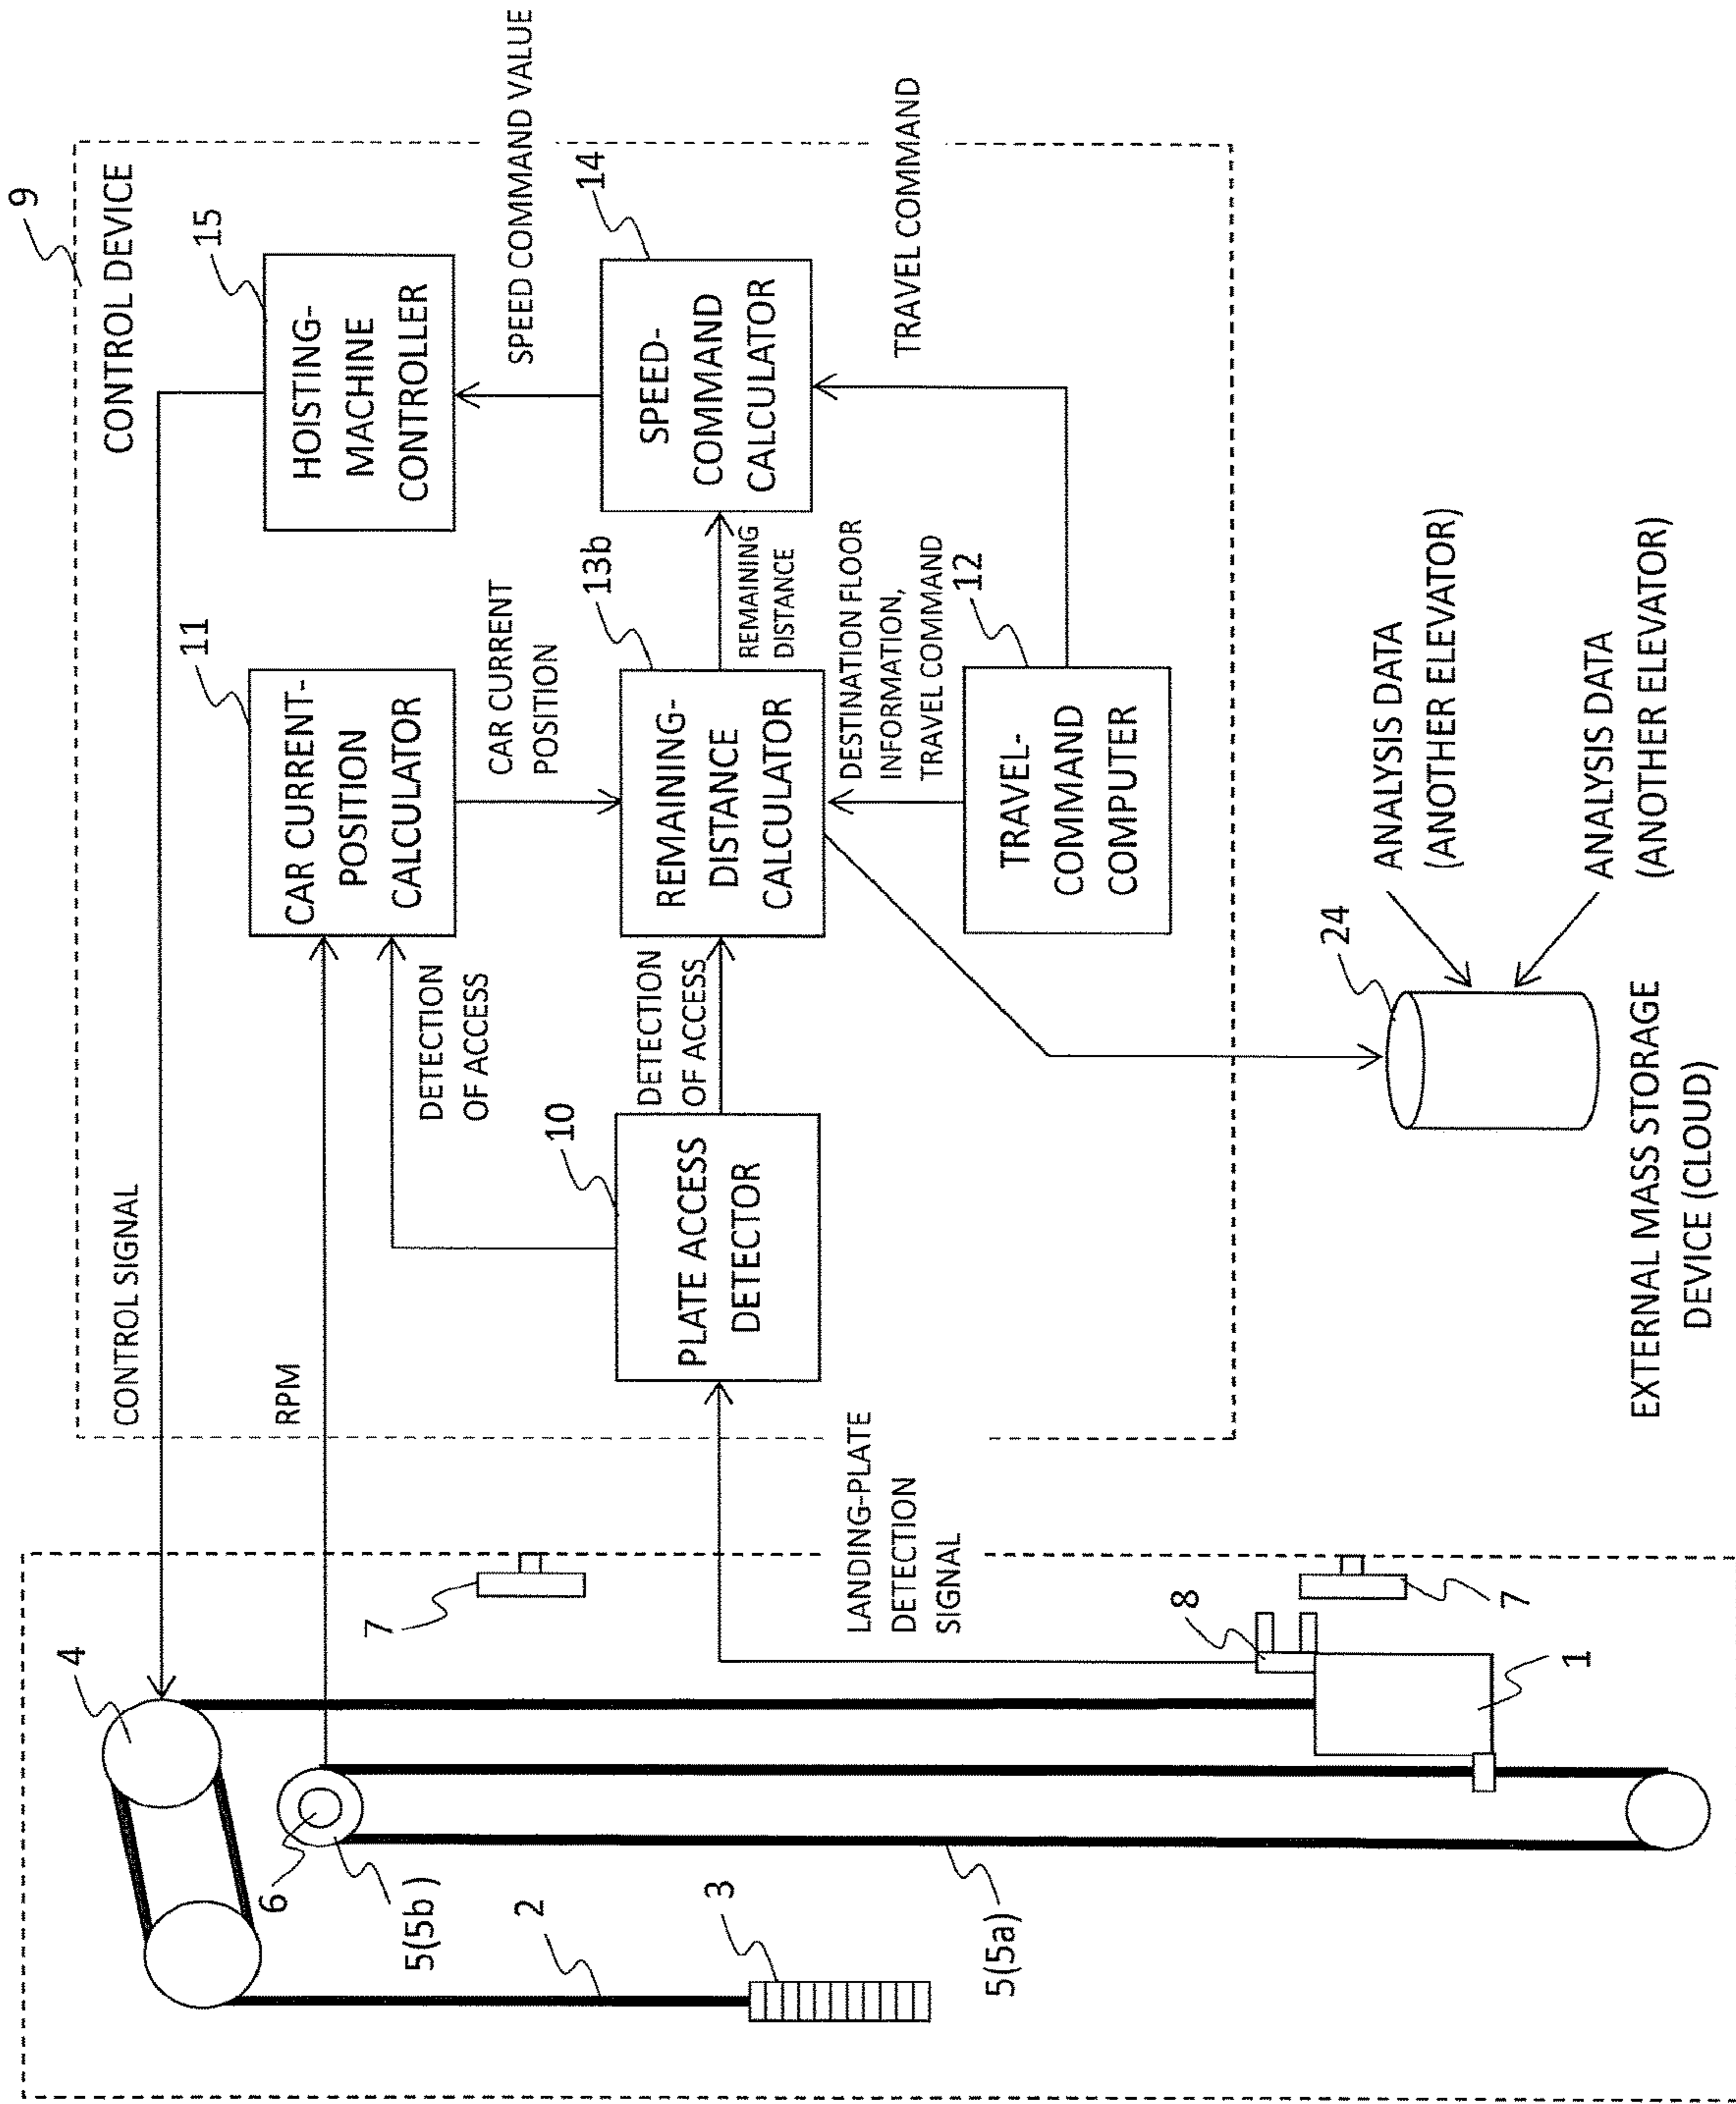 9
CONTROL DEVICE
CONTROL SIGNAL
15
HOISTING-
MACHINE
CONTROLLER
SPEED COMMAND VALUE
14
SPEED-
COMMAND
CALCULATOR
TRAVEL COMMAND
11
CAR CURRENT-
POSITION
CALCULATOR
CAR CURRENT
POSITION
13b
REMAINING-
DISTANCE
CALCULATOR
REMAINING
DISTANCE
DESTINATION FLOOR
INFORMATION,
TRAVEL COMMAND
12
TRAVEL-
COMMAND
COMPUTER
RPM
DETECTION
OF ACCESS
DETECTION
OF ACCESS
10
PLATE ACCESS
DETECTOR
LANDING-PLATE
DETECTION
SIGNAL
4
6
5(5b)
2
3
5(5a)
7
8
7
1
24
ANALYSIS DATA
(ANOTHER ELEVATOR)
ANALYSIS DATA
(ANOTHER ELEVATOR)
EXTERNAL MASS STORAGE
DEVICE (CLOUD)